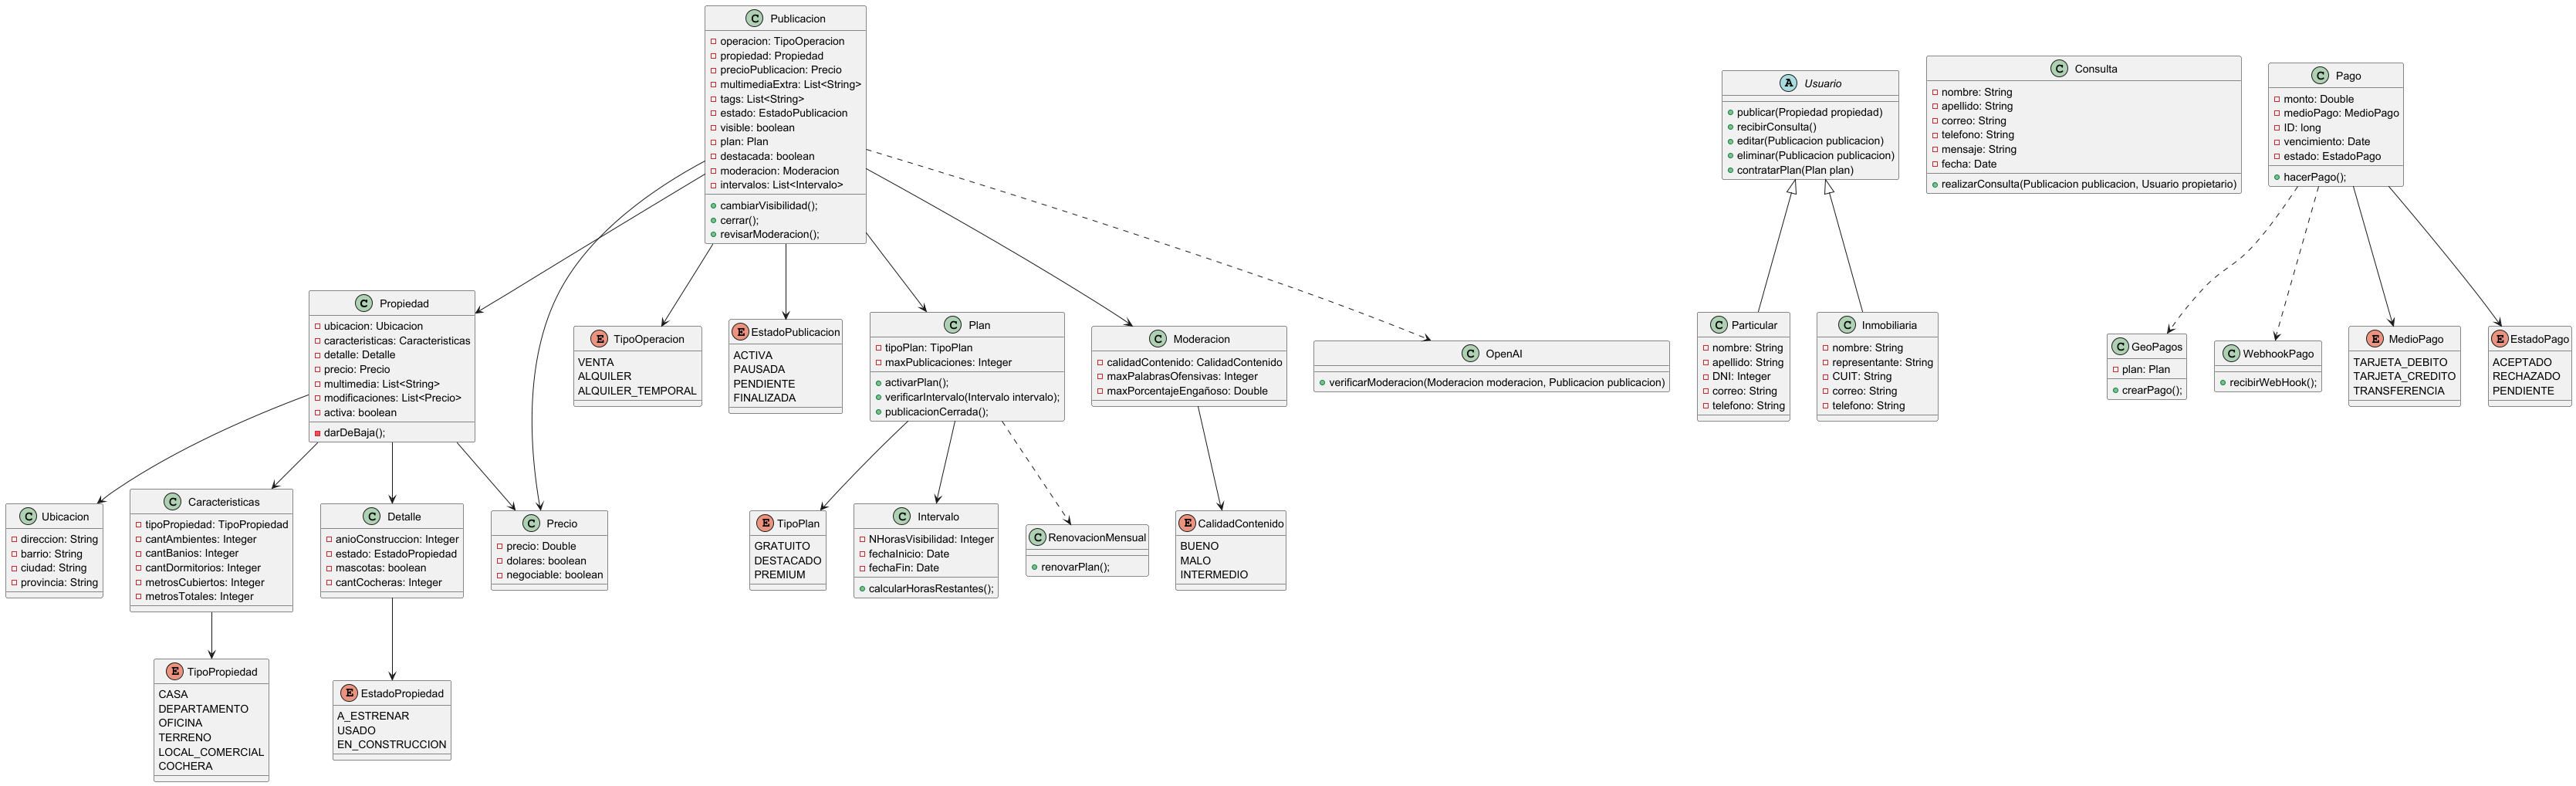 Publicacion
operacion: TipoOperacion
propiedad: Propiedad
precioPublicacion: Precio
multimediaExtra: List<String>
tags: List<String>
estado: EstadoPublicacion
visible: boolean
plan: Plan
destacada: boolean
moderacion: Moderacion
intervalos: List<Intervalo>
cambiarVisibilidad();
cerrar();
revisarModeracion();
Usuario
publicar(Propiedad propiedad)
recibirConsulta()
editar(Publicacion publicacion)
eliminar(Publicacion publicacion)
contratarPlan(Plan plan)
Consulta
nombre: String
apellido: String
correo: String
telefono: String
mensaje: String
fecha: Date
realizarConsulta(Publicacion publicacion, Usuario propietario)
Pago
monto: Double
medioPago: MedioPago
ID: long
vencimiento: Date
estado: EstadoPago
hacerPago();
Propiedad
ubicacion: Ubicacion
caracteristicas: Caracteristicas
detalle: Detalle
precio: Precio
multimedia: List<String>
modificaciones: List<Precio>
activa: boolean
darDeBaja();
TipoOperacion
VENTA
ALQUILER
ALQUILER_TEMPORAL
EstadoPublicacion
ACTIVA
PAUSADA
PENDIENTE
FINALIZADA
Plan
tipoPlan: TipoPlan
maxPublicaciones: Integer
activarPlan();
verificarIntervalo(Intervalo intervalo);
publicacionCerrada();
Moderacion
calidadContenido: CalidadContenido
maxPalabrasOfensivas: Integer
maxPorcentajeEngañoso: Double
OpenAI
verificarModeracion(Moderacion moderacion, Publicacion publicacion)
Particular
nombre: String
apellido: String
DNI: Integer
correo: String
telefono: String
Inmobiliaria
nombre: String
representante: String
CUIT: String
correo: String
telefono: String
GeoPagos
plan: Plan
crearPago();
WebhookPago
recibirWebHook();
MedioPago
TARJETA_DEBITO
TARJETA_CREDITO
TRANSFERENCIA
EstadoPago
ACEPTADO
RECHAZADO
PENDIENTE
Ubicacion
direccion: String
barrio: String
ciudad: String
provincia: String
Caracteristicas
tipoPropiedad: TipoPropiedad
cantAmbientes: Integer
cantBanios: Integer
cantDormitorios: Integer
metrosCubiertos: Integer
metrosTotales: Integer
Detalle
anioConstruccion: Integer
estado: EstadoPropiedad
mascotas: boolean
cantCocheras: Integer
Precio
precio: Double
dolares: boolean
negociable: boolean
TipoPlan
GRATUITO
DESTACADO
PREMIUM
Intervalo
NHorasVisibilidad: Integer
fechaInicio: Date
fechaFin: Date
calcularHorasRestantes();
RenovacionMensual
renovarPlan();
CalidadContenido
BUENO
MALO
INTERMEDIO
TipoPropiedad
CASA
DEPARTAMENTO
OFICINA
TERRENO
LOCAL_COMERCIAL
COCHERA
EstadoPropiedad
A_ESTRENAR
USADO
EN_CONSTRUCCION